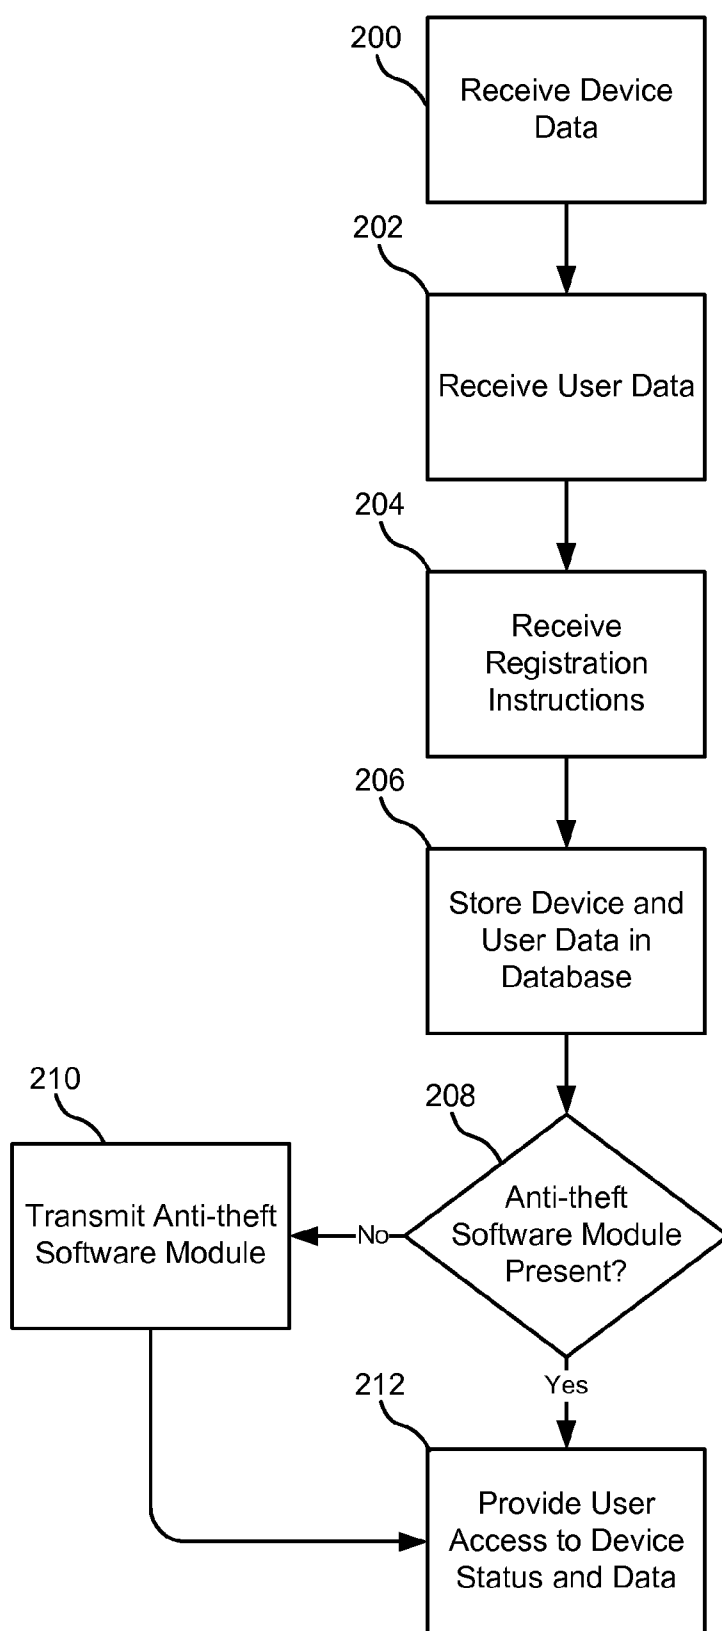 200
Receive Device
Data
202
Receive User Data
204
Receive
Registration
Instructions
206
Store Device and
User Data in
Database
208
Anti-theft
Software Module
Present?
No
210
Transmit Anti-theft
Software Module
Yes
212
Provide User
Access to Device
Status and Data